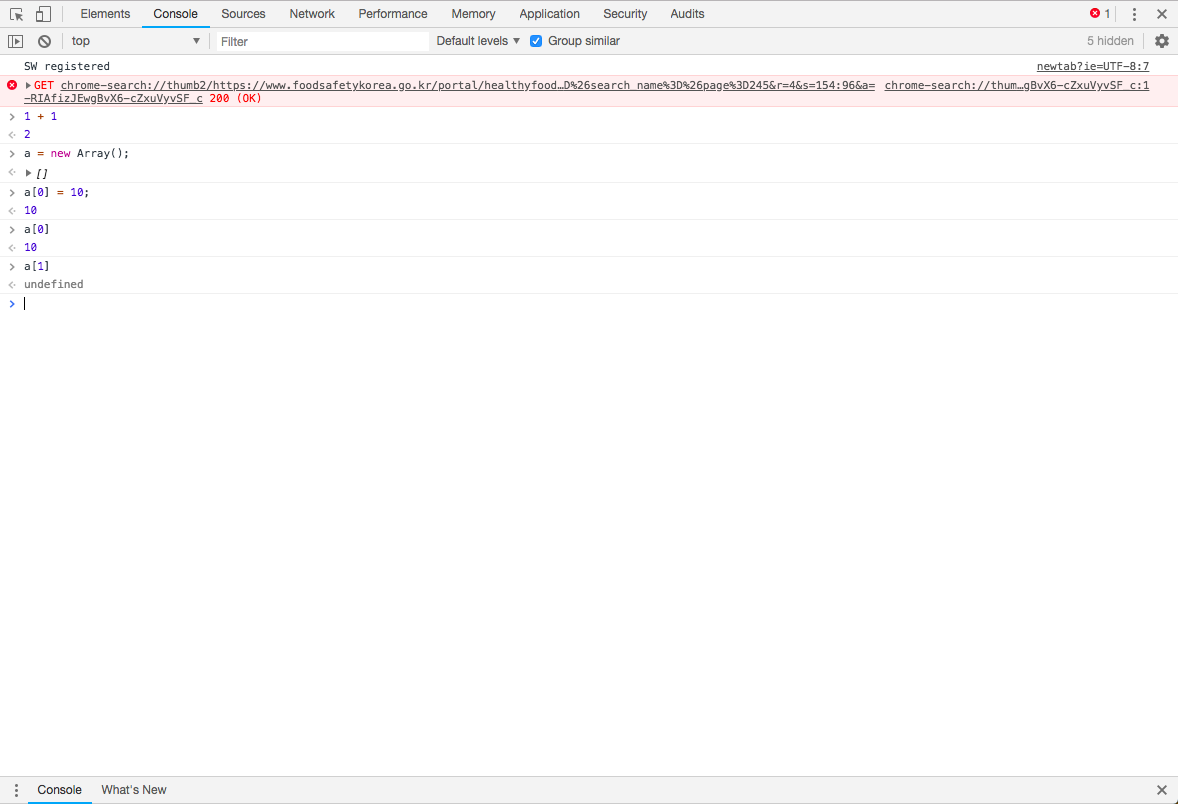 Elements Console Sources Network Performance Memory Application Security Audits 1
top Filter Default levels Group similar 5 hidden
SW registered newtab?ie=UTF-8:7
GET chrome-search://thumb2/https://www.foodsafetykorea.go.kr/portal/healthyfood…D%26search_name%3D%26page%3D245&r=4&s=154:96&a= chrome-search://thum…gBvX6-cZxuVyvSF_c:1
-RIAfizJEwgBvX6-cZxuVyvSF_c 200 (OK)
> 1 + 1
2
> a = new Array();
[]
> a[0] = 10;
10
> a[0]
10
> a[1]
undefined
>
Console What's New